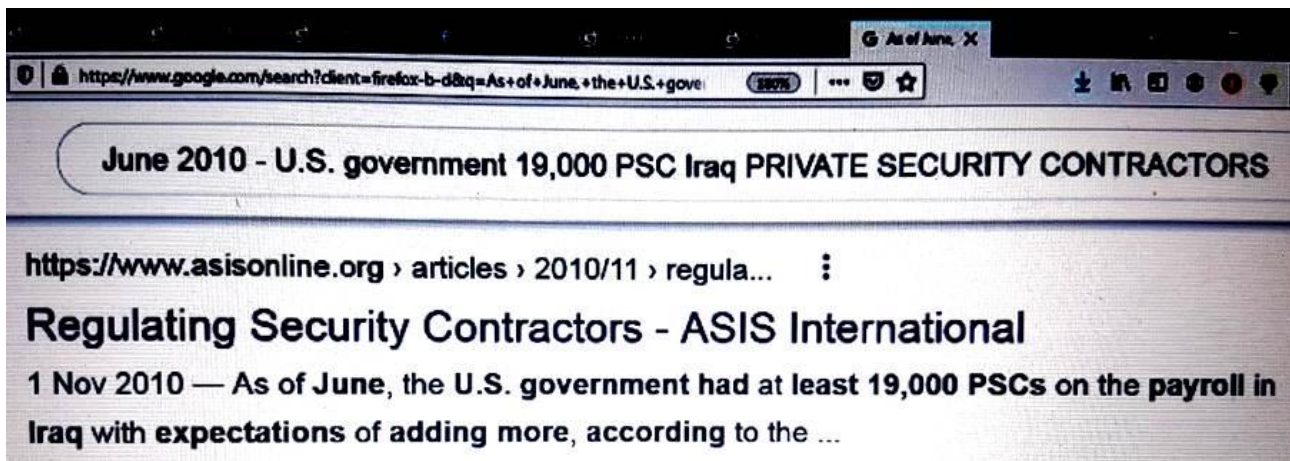 G As of June, X
https://www.google.com/search?client=firefox-b-d&q=As+of+June,+the+U.S.+gove
June 2010 - U.S. government 19,000 PSC Iraq PRIVATE SECURITY CONTRACTORS
https://www.asisonline.org › articles › 2010/11 › regula...
Regulating Security Contractors - ASIS International
1 Nov 2010 — As of June, the U.S. government had at least 19,000 PSCs on the payroll in
Iraq with expectations of adding more, according to the ...